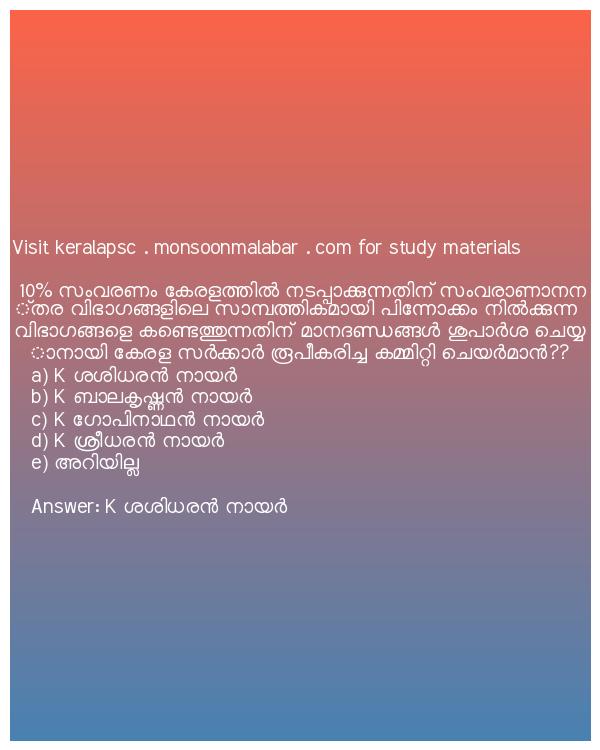 Visit keralapsc . monsoonmalabar . com for study materials
10% സംവരണം കേരളത്തിൽ നടപ്പാക്കുന്നതിന് സംവരാണാനന
്തര വിഭാഗങ്ങളിലെ സാമ്പത്തികമായി പിന്നോക്കം നിൽക്കുന്ന
വിഭാഗങ്ങളെ കണ്ടെത്തുന്നതിന് മാനദണ്ഡങ്ങൾ ശുപാർശ ചെയ്യ
ാനായി കേരള സർക്കാർ രൂപീകരിച്ച കമ്മിറ്റി ചെയർമാൻ??
a) K ശശിധരൻ നായർ
b) K ബാലകൃഷ്ണൻ നായർ
c) K ഗോപിനാഥൻ നായർ
d) K ശ്രീധരൻ നായർ
e) അറിയില്ല
Answer: K ശശിധരൻ നായർ